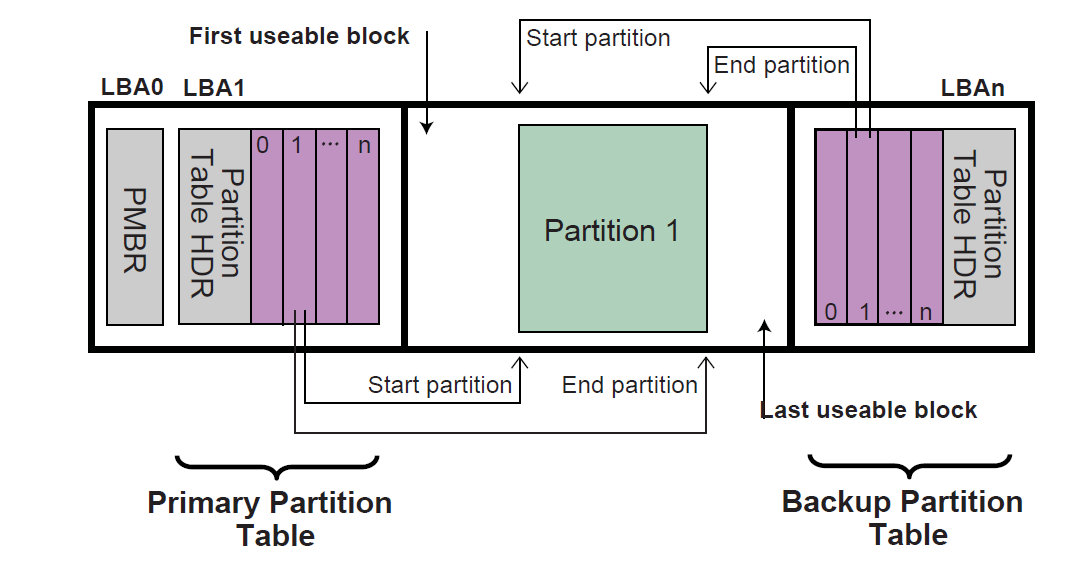 First useable block
Start partition
End partition
LBA0
LBA1
LBAn
PMBR
Partition
Table HDR
0 1 ... n
Partition 1
0 1 ... n
Partition
Table HDR
Start partition
End partition
Last useable block
Primary Partition
Table
Backup Partition
Table